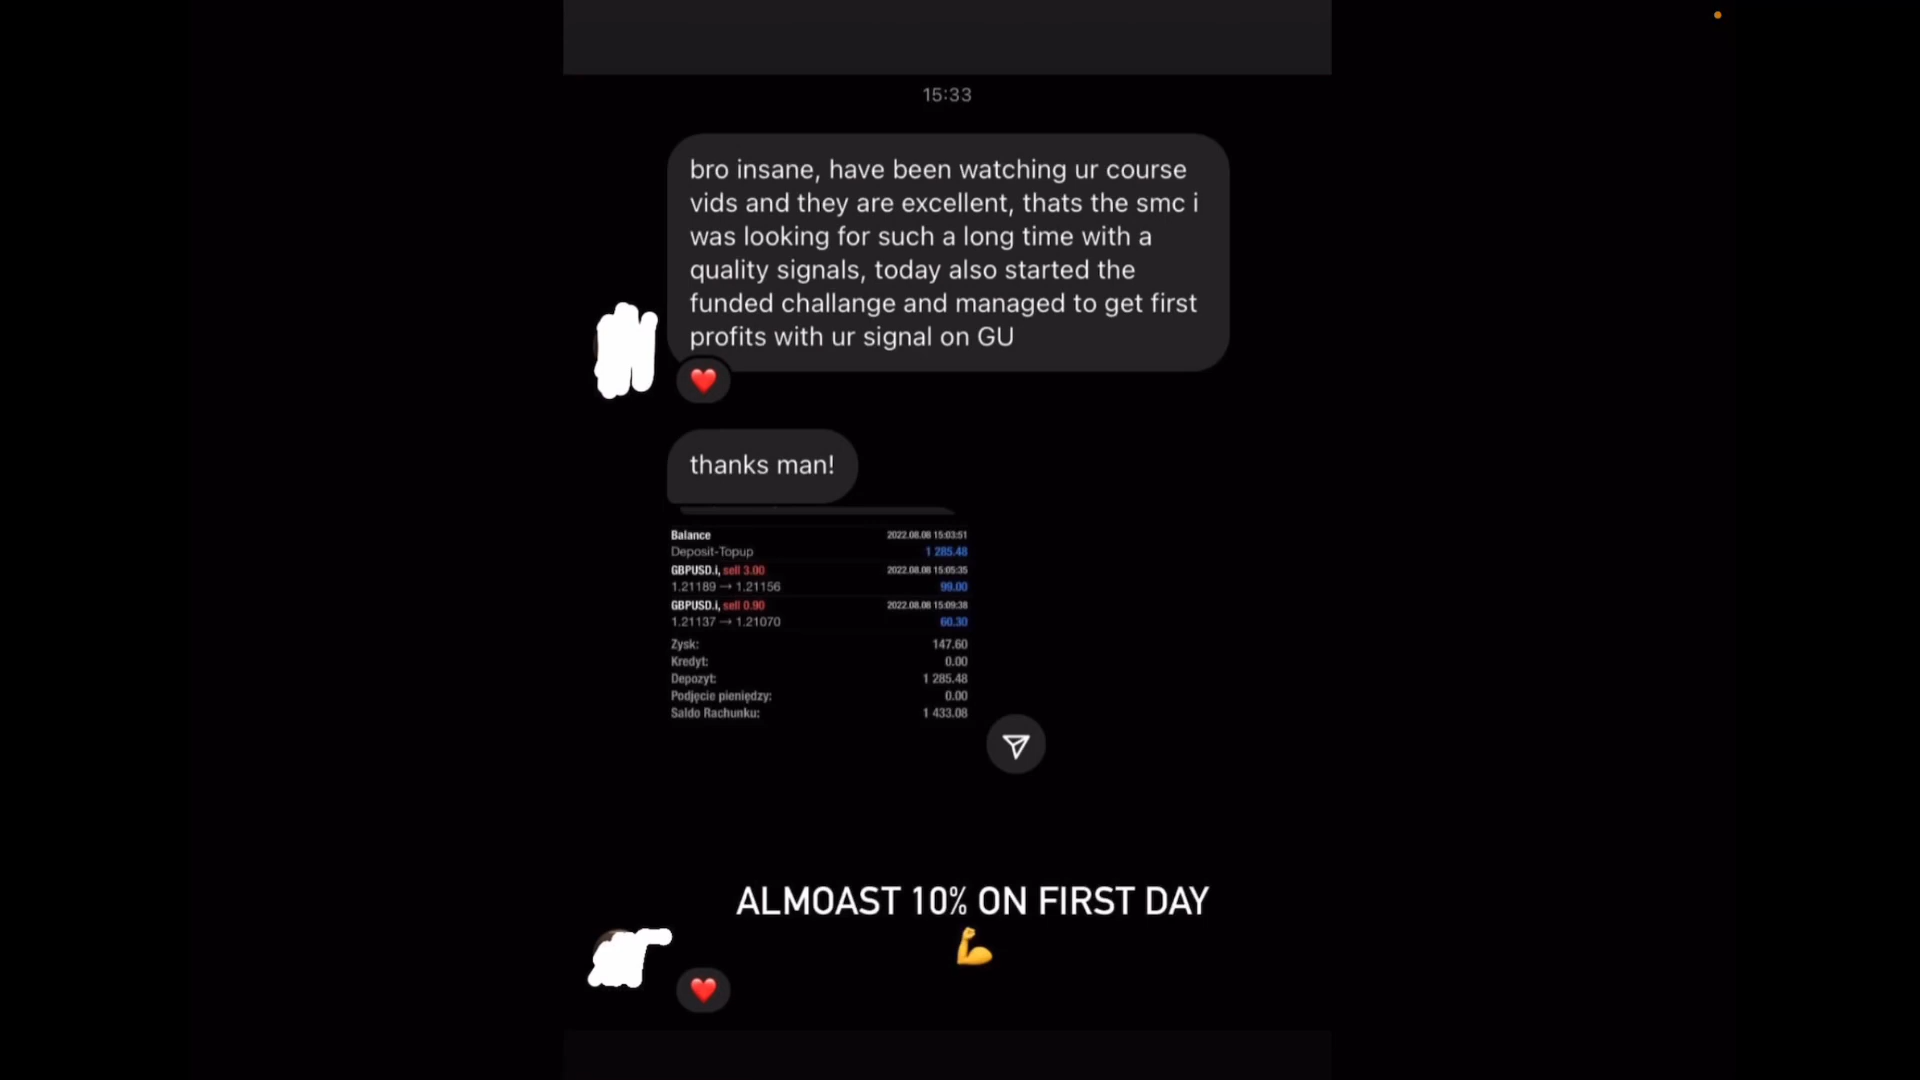 15:33
bro insane, have been watching ur course
vids and they are excellent, thats the smc i
was looking for such a long time with a
quality signals, today also started the
funded challange and managed to get first
profits with ur signal on GU
thanks man!
Balance 2022.08.08 15:03:51
Deposit-Topup 1 285.48
GBPUSD.i, sell 3.00 2022.08.08 15:05:35
1.21189 → 1.21156 99.00
GBPUSD.i, sell 0.90 2022.08.08 15:09:38
1.21137 → 1.21070 60.30
Zysk: 147.60
Kredyt: 0.00
Depozyt: 1 285.48
Podjęcie pieniędzy: 0.00
Saldo Rachunku: 1 433.08
ALMOAST 10% ON FIRST DAY